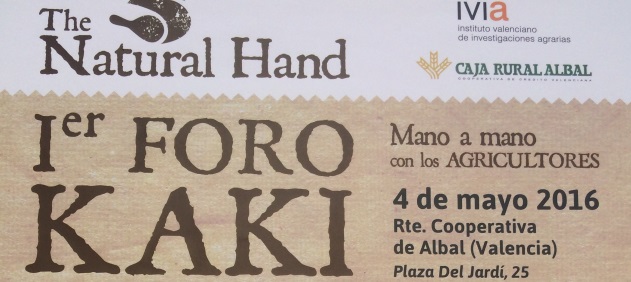 The
Natural Hand
IVIA
instituto valenciano
de investigaciones agrarias
CAJA RURAL ALBAL
COOPERATIVA DE CRÉDITO VALENCIANA
Ier FORO
KAKI
Mano a mano
con los AGRICULTORES
4 de mayo 2016
Rte. Cooperativa
de Albal (Valencia)
Plaza Del Jardí, 25